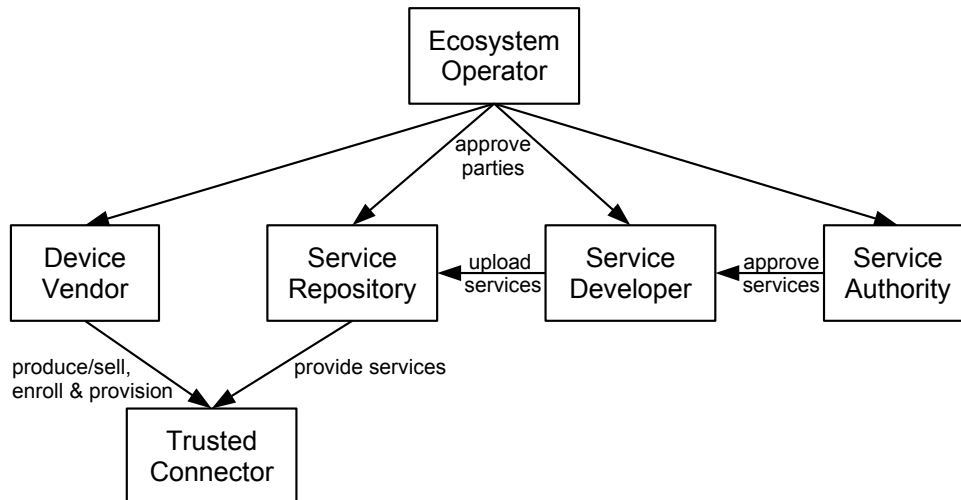 Ecosystem
Operator
approve
parties
Device
Vendor
Service
Repository
upload
services
Service
Developer
approve
services
Service
Authority
produce/sell,
enroll & provision
provide services
Trusted
Connector